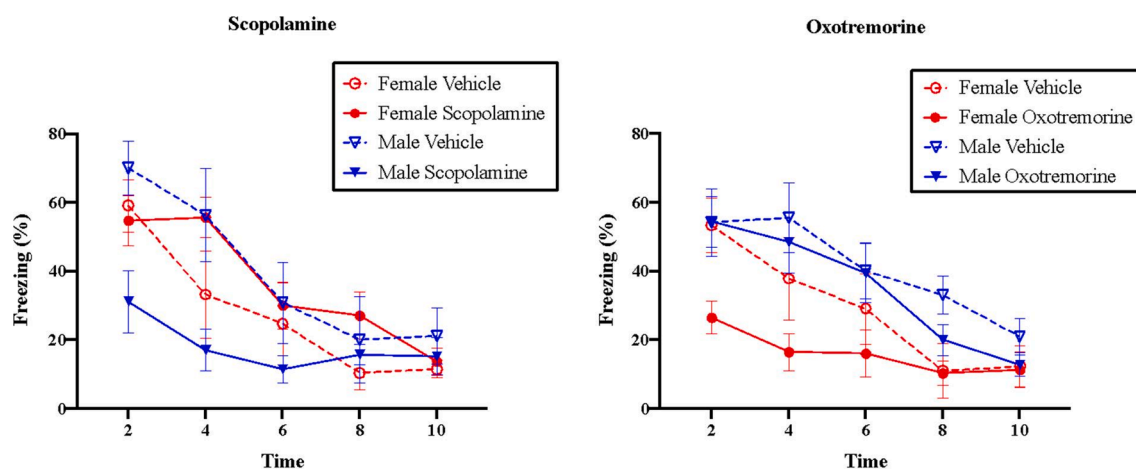 Scopolamine
Female Vehicle
Female Scopolamine
Male Vehicle
Male Scopolamine
Freezing (%)
80
60
40
20
0
2 4 6 8 10
Time
Oxotremorine
Female Vehicle
Female Oxotremorine
Male Vehicle
Male Oxotremorine
Freezing (%)
80
60
40
20
0
2 4 6 8 10
Time